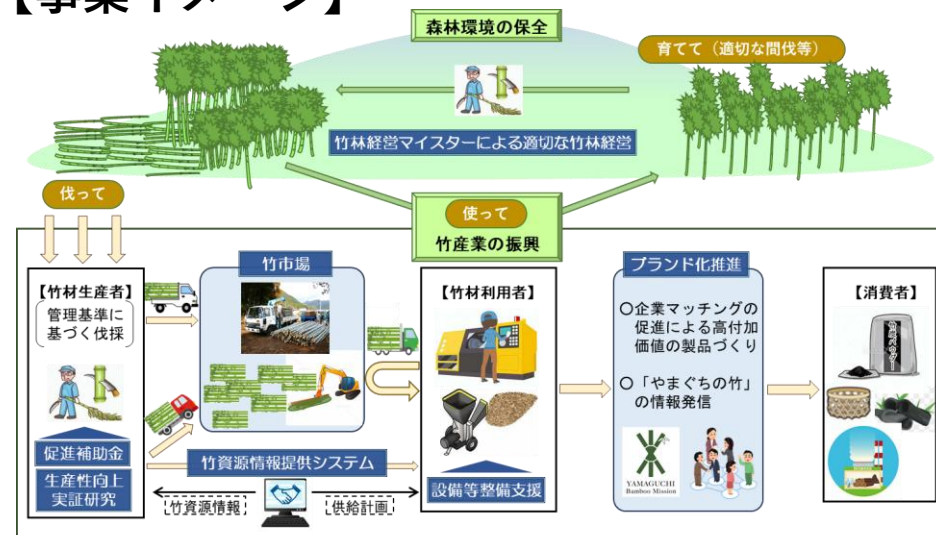 【事業イメージ】
森林環境の保全
育てて（適切な間伐等）
竹林経営マイスターによる適切な竹林経営
伐って
使って
竹産業の振興
【竹材生産者】
管理基準に
基づく伐採
促進補助金
生産性向上
実証研究
竹市場
竹資源情報提供システム
竹資源情報
供給計画
【竹材利用者】
設備等整備支援
ブランド化推進
○企業マッチングの
促進による高付加
価値の製品づくり
○「やまぐちの竹」
の情報発信
YAMAGUCHI
Bamboo Mission
【消費者】